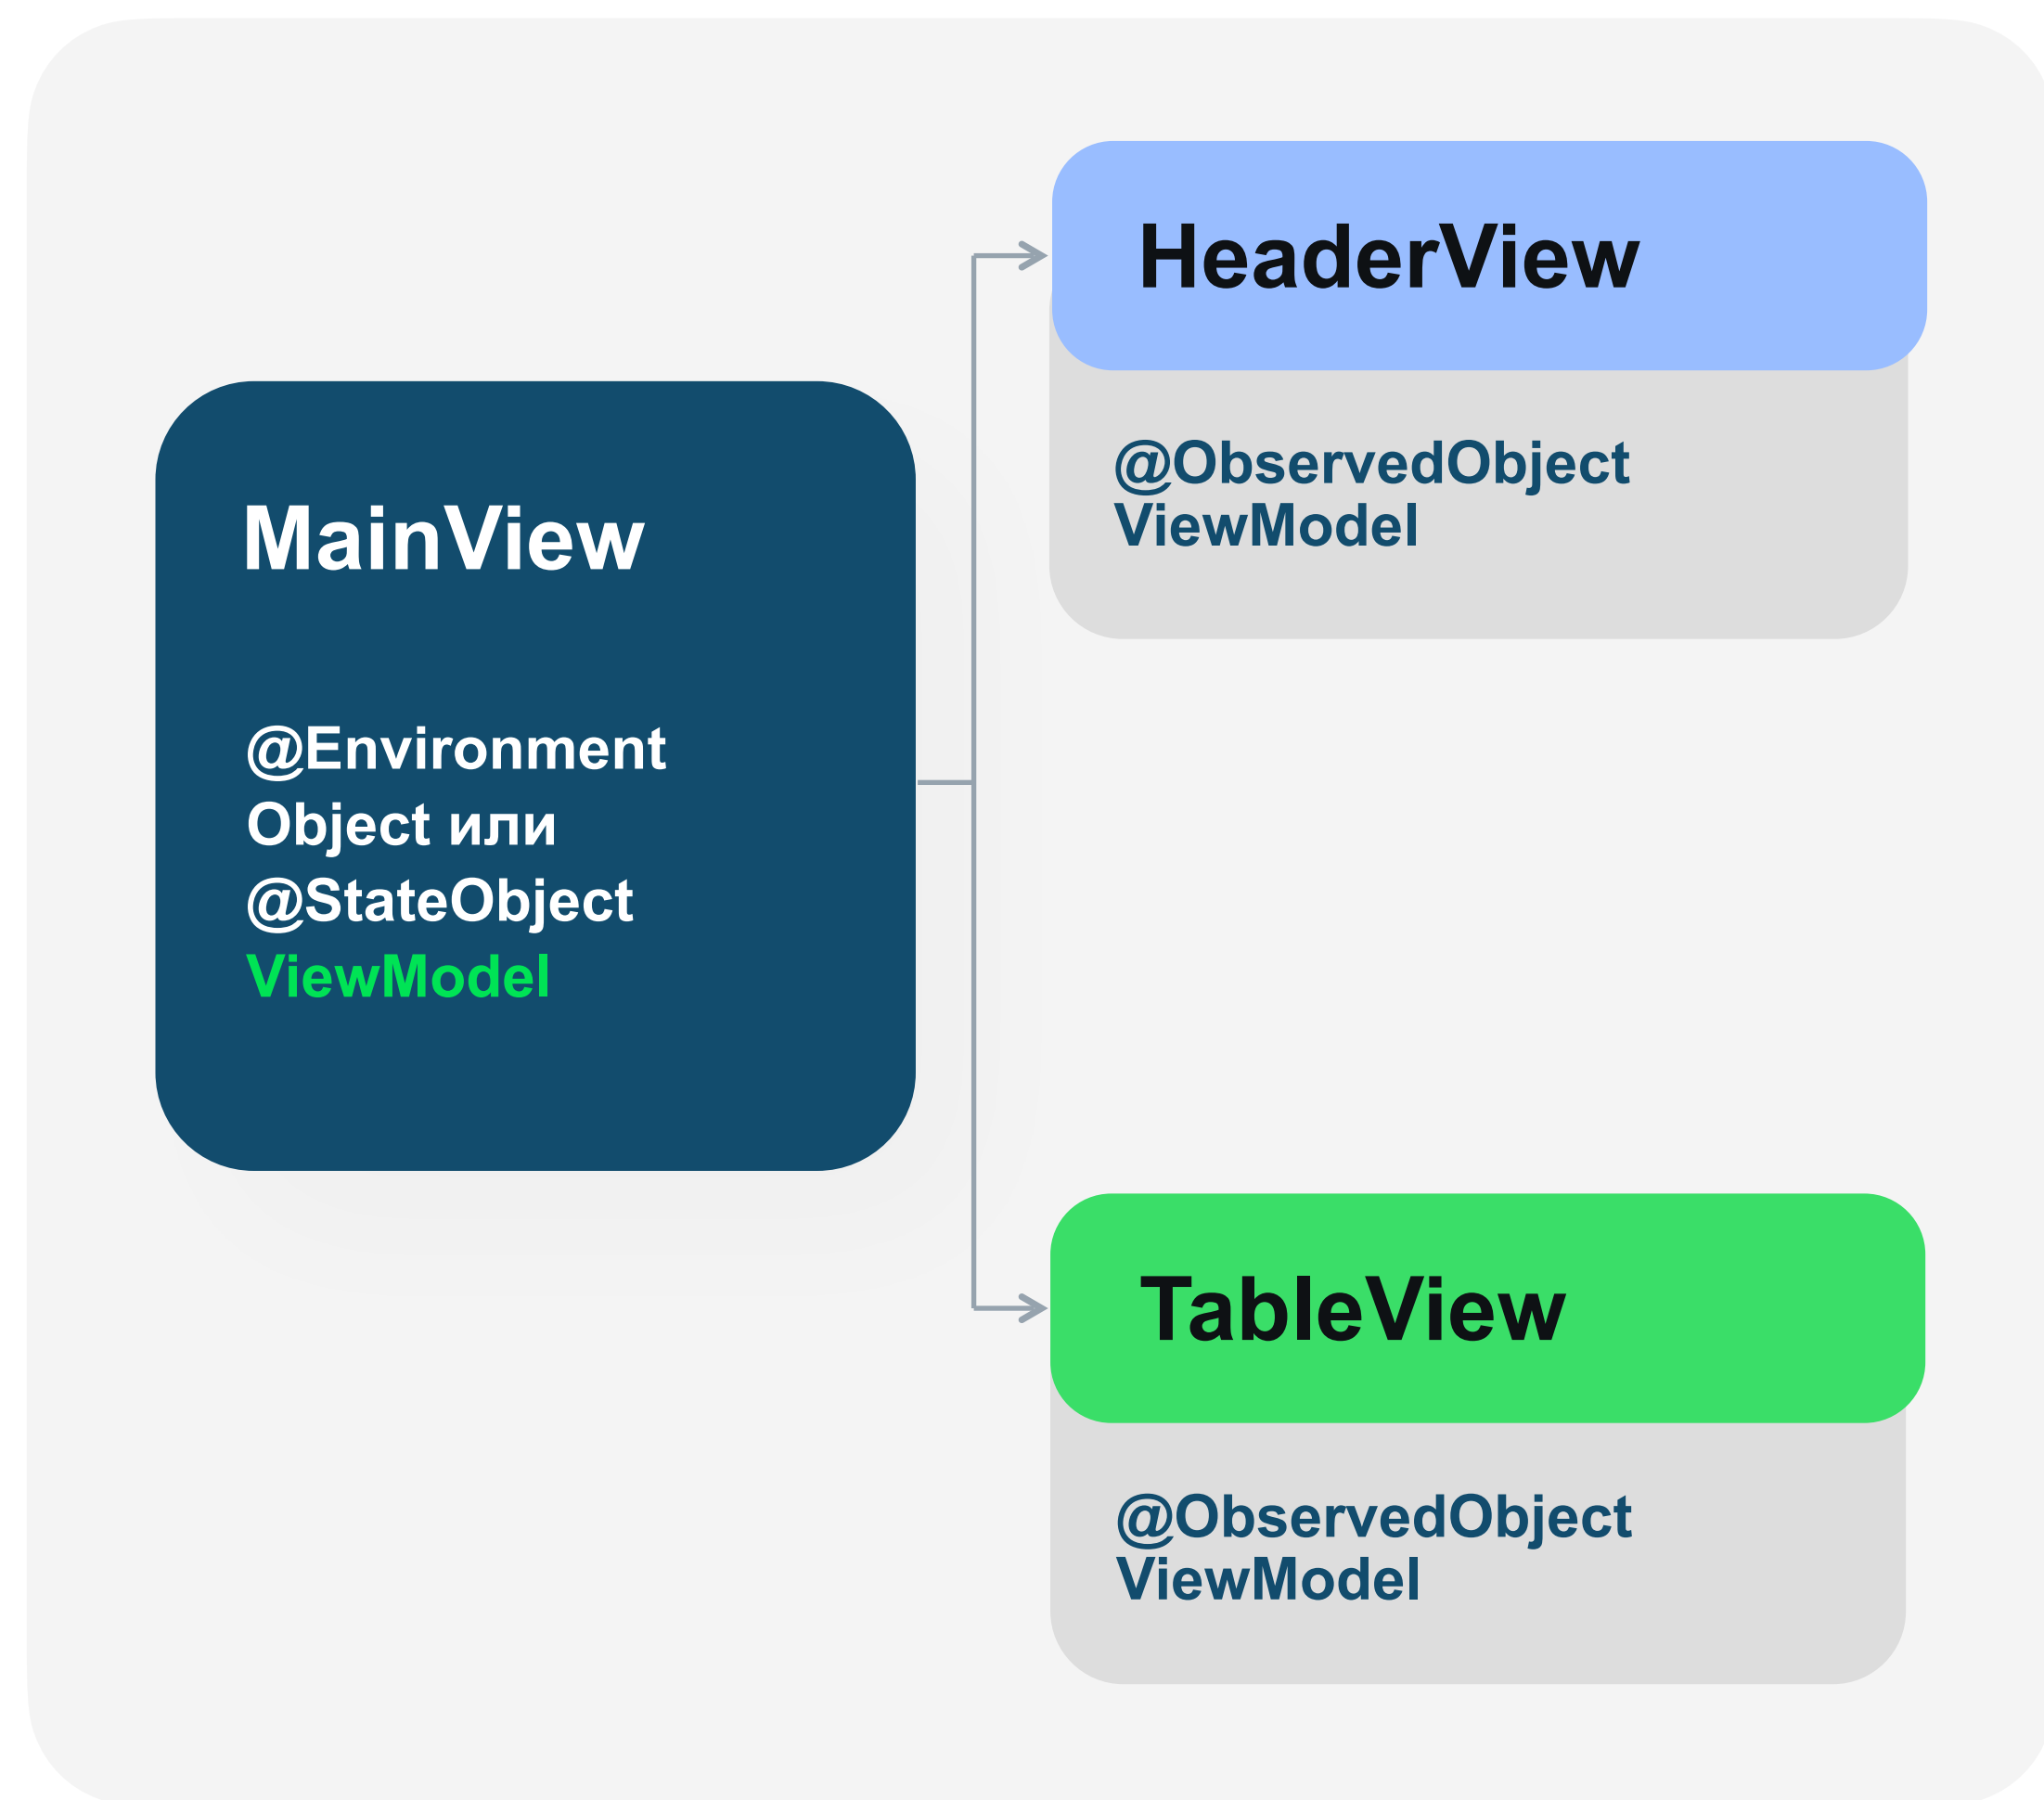 MainView
@Environment
Object или
@StateObject
ViewModel
HeaderView
@ObservedObject
ViewModel
TableView
@ObservedObject
ViewModel